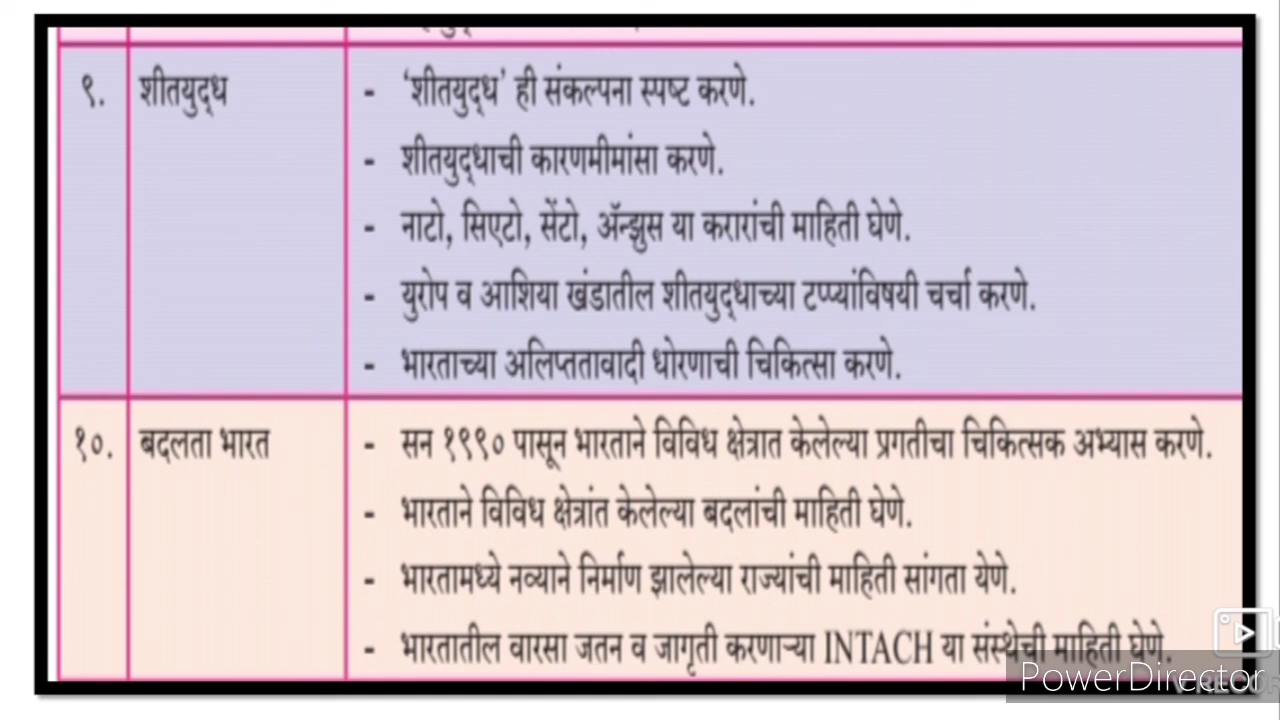 ९. शीतयुद्ध - 'शीतयुद्ध' ही संकल्पना स्पष्ट करणे.
- शीतयुद्धाची कारणमीमांसा करणे.
- नाटो, सिएटो, सेंटो, ॲन्झुस या करारांची माहिती घेणे.
- युरोप व आशिया खंडातील शीतयुद्धाच्या टप्प्यांविषयी चर्चा करणे.
- भारताच्या अलिप्ततावादी धोरणाची चिकित्सा करणे.
१०. बदलता भारत - सन १९९० पासून भारताने विविध क्षेत्रात केलेल्या प्रगतीचा चिकित्सक अभ्यास करणे.
- भारताने विविध क्षेत्रांत केलेल्या बदलांची माहिती घेणे.
- भारतामध्ये नव्याने निर्माण झालेल्या राज्यांची माहिती सांगता येणे.
- भारतातील वारसा जतन व जागृती करणाऱ्या INTACH या संस्थेची माहिती घेणे.
PowerDirector